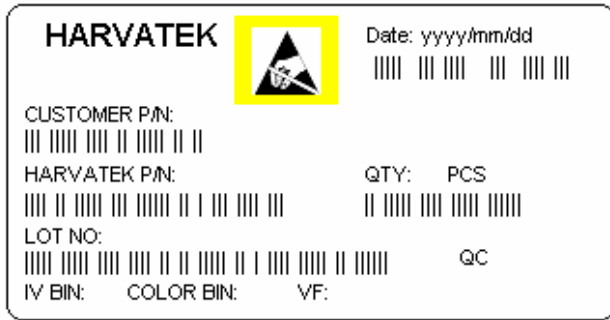 HARVATEK Date: yyyy/mm/dd
CUSTOMER P/N:
HARVATEK P/N: QTY: PCS
LOT NO:
QC
IV BIN: COLOR BIN: VF: